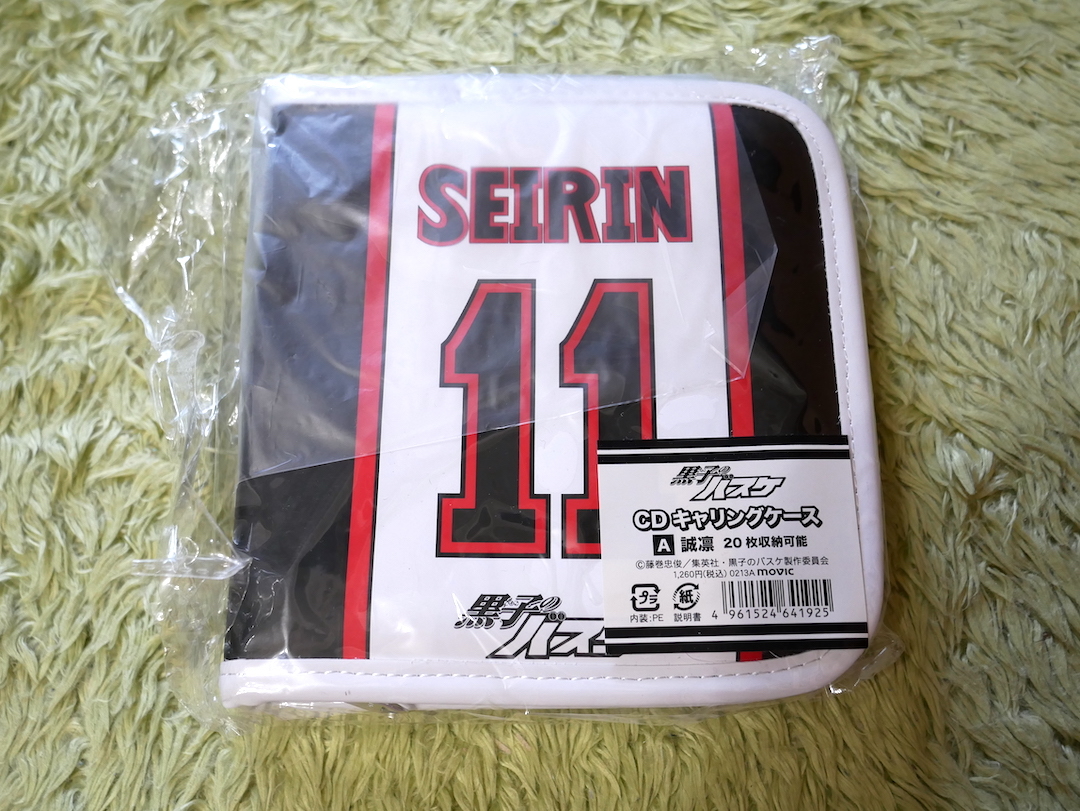 SEIRIN
11
黒子の
バスケ
黒子の
バスケ
CDキャリングケース
A 誠凛 20枚収納可能
©藤巻忠俊／集英社・黒子のバスケ製作委員会
1,260円(税込) 0213A movic
プラ 紙
内装:PE 説明書 4 961524 641925